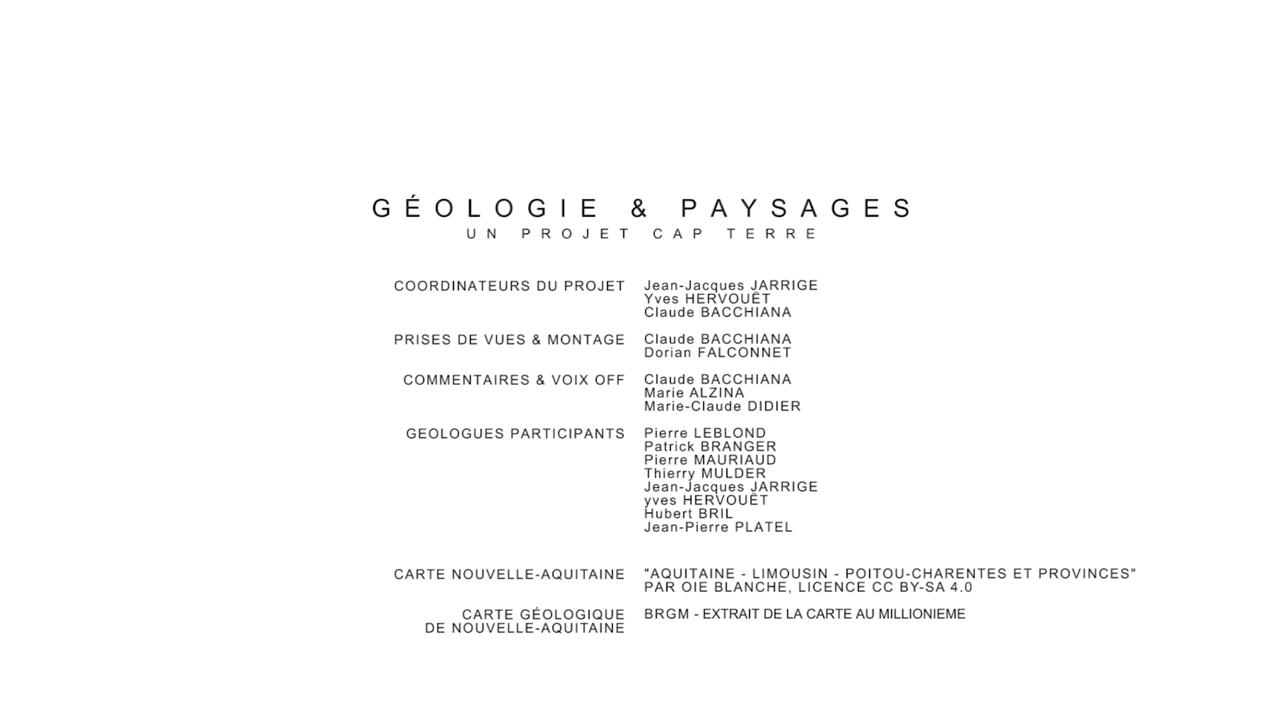 GÉOLOGIE & PAYSAGES
UN PROJET CAP TERRE
COORDINATEURS DU PROJET Jean-Jacques JARRIGE
Yves HERVOUËT
Claude BACCHIANA
PRISES DE VUES & MONTAGE Claude BACCHIANA
Dorian FALCONNET
COMMENTAIRES & VOIX OFF Claude BACCHIANA
Marie ALZINA
Marie-Claude DIDIER
GEOLOGUES PARTICIPANTS Pierre LEBLOND
Patrick BRANGER
Pierre MAURIAUD
Thierry MULDER
Jean-Jacques JARRIGE
yves HERVOUËT
Hubert BRIL
Jean-Pierre PLATEL
CARTE NOUVELLE-AQUITAINE "AQUITAINE - LIMOUSIN - POITOU-CHARENTES ET PROVINCES"
PAR OIE BLANCHE, LICENCE CC BY-SA 4.0
CARTE GÉOLOGIQUE BRGM - EXTRAIT DE LA CARTE AU MILLIONIEME
DE NOUVELLE-AQUITAINE